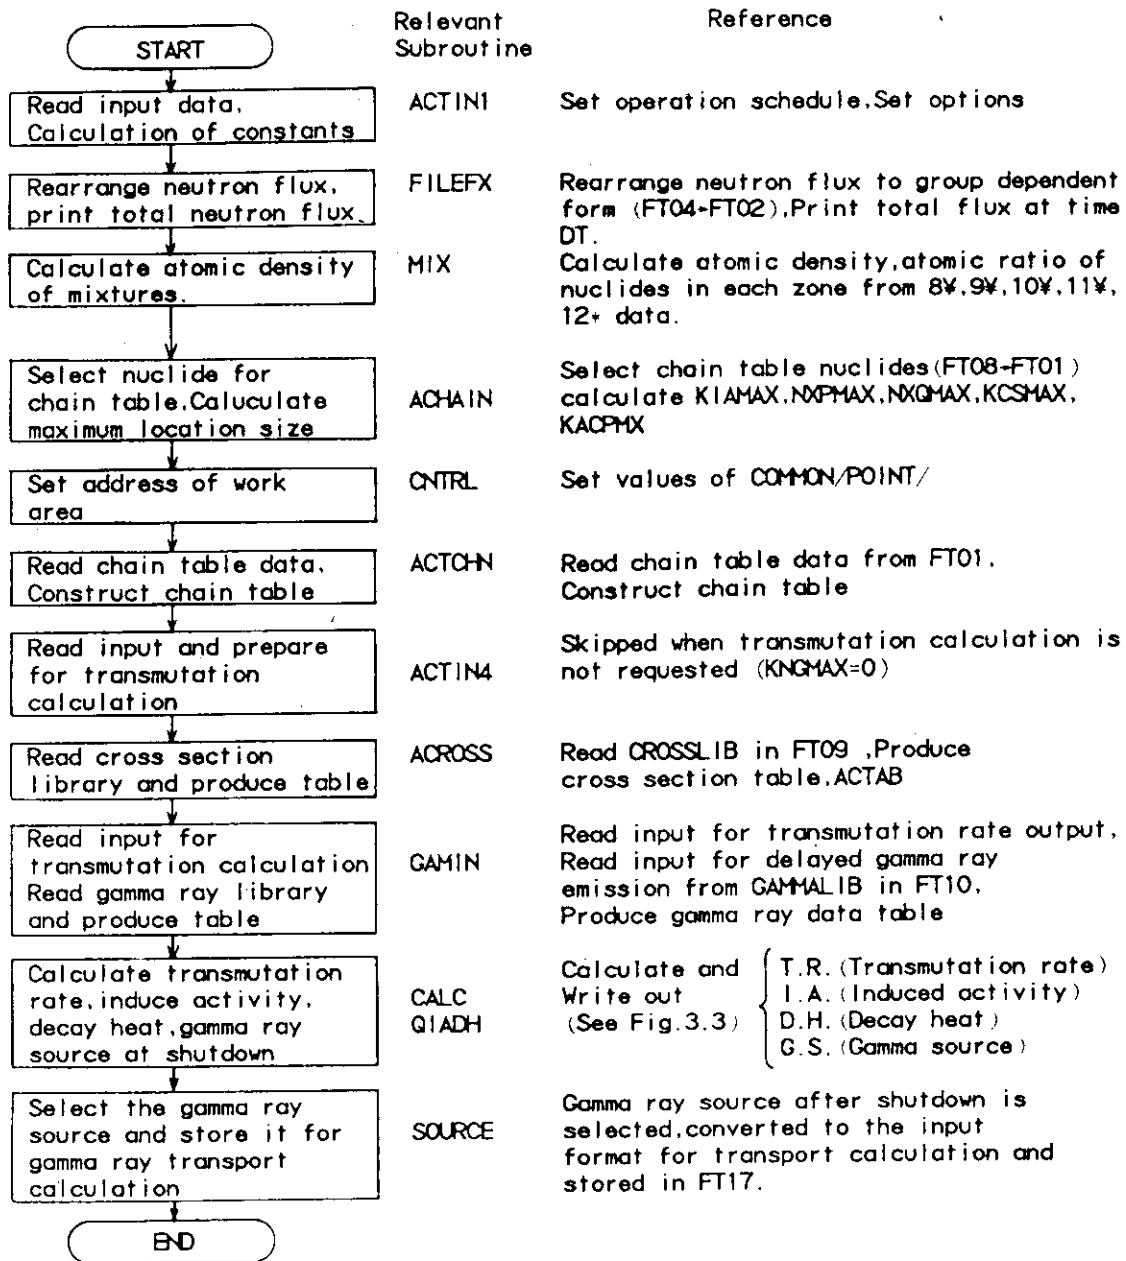 Relevant
Subroutine
Reference
START
Read input data,
Calculation of constants
ACTIN1
Set operation schedule,Set options
Rearrange neutron flux,
print total neutron flux.
FILEFX
Rearrange neutron flux to group dependent
form (FT04→FT02),Print total flux at time
DT.
Calculate atomic density
of mixtures.
MIX
Calculate atomic density,atomic ratio of
nuclides in each zone from 8¥,9¥,10¥,11¥,
12* data.
Select nuclide for
chain table,Caluculate
maximum location size
ACHAIN
Select chain table nuclides(FT08→FT01)
calculate KIAMAX,NXPMAX,NXQMAX,KCSMAX,
KACPMX
Set address of work
area
CNTRL
Set values of COMMON/POINT/
Read chain table data,
Construct chain table
ACTCHN
Read chain table data from FT01,
Construct chain table
Read input and prepare
for transmutation
calculation
ACTIN4
Skipped when transmutation calculation is
not requested (KNGMAX=0)
Read cross section
library and produce table
ACROSS
Read CROSSLIB in FT09 ,Produce
cross section table,ACTAB
Read input for
transmutation calculation
Read gamma ray library
and produce table
GAMIN
Read input for transmutation rate output,
Read input for delayed gamma ray
emission from GAMMALIB in FT10,
Produce gamma ray data table
Calculate transmutation
rate,induce activity,
decay heat,gamma ray
source at shutdown
CALC
QIADH
Calculate and
Write out
(See Fig.3.3)
T.R.(Transmutation rate)
I.A.(Induced activity)
D.H.(Decay heat)
G.S.(Gamma source)
Select the gamma ray
source and store it for
gamma ray transport
calculation
SOURCE
Gamma ray source after shutdown is
selected,converted to the input
format for transport calculation and
stored in FT17.
END